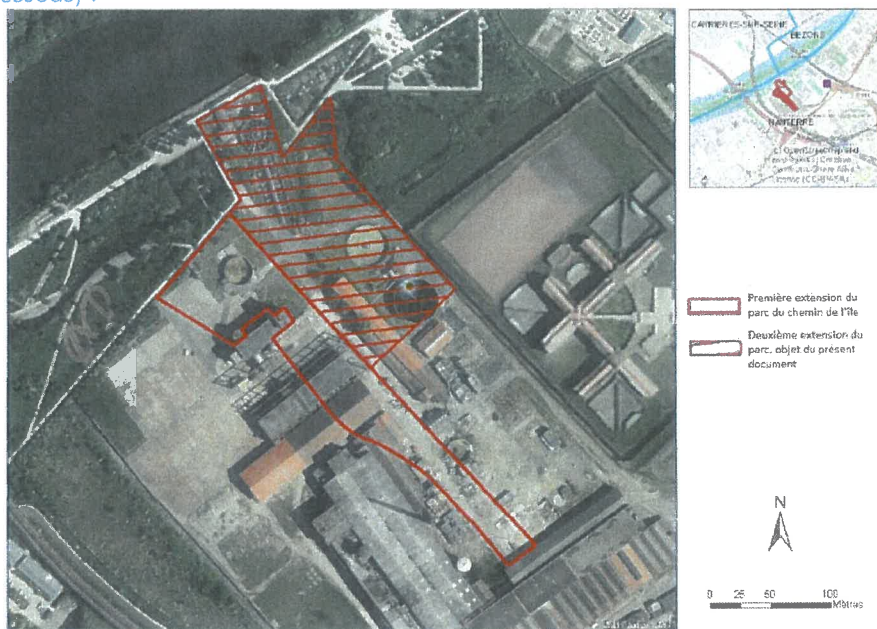 CARRIERES-SUR-SEINE
BEZONS
NANTERRE
Première extension du
parc du chemin de l'île
Deuxième extension du
parc, objet du présent
document
N
0 25 50 100
Mètres